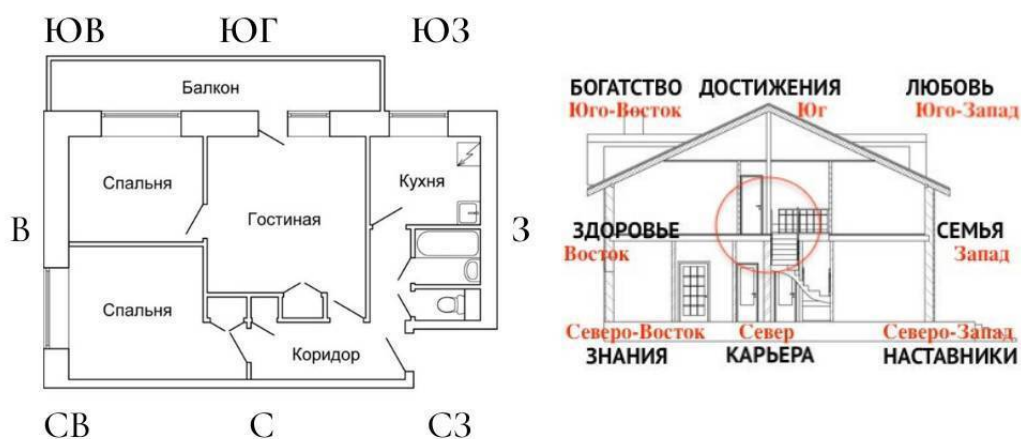 ЮВ ЮГ ЮЗ
Балкон
Спальня
Кухня
Гостиная
В
З
Спальня
Коридор
СВ С СЗ
БОГАТСТВО ДОСТИЖЕНИЯ ЛЮБОВЬ
Юго-Восток Юг Юго-Запад
ЗДОРОВЬЕ СЕМЬЯ
Восток Запад
Северо-Восток Север Северо-Запад
ЗНАНИЯ КАРЬЕРА НАСТАВНИКИ